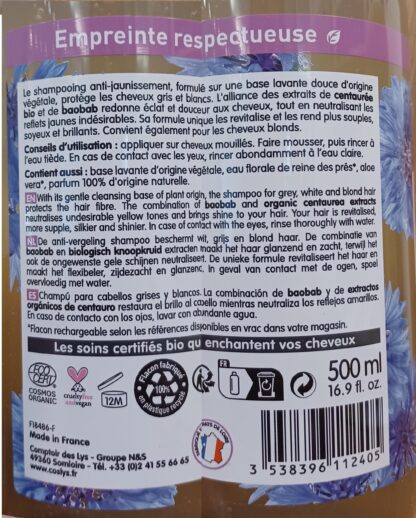 Empreinte respectueuse
Le shampooing anti-jaunissement, formulé sur une base lavante douce d'origine
végétale, protège les cheveux gris et blancs. L'alliance des extraits de centaurée
bio et de baobab redonne éclat et douceur aux cheveux, tout en neutralisant les
reflets jaunes indésirables. Sa formule unique les revitalise et les rend plus souples,
soyeux et brillants. Convient également pour les cheveux blonds.
Conseils d'utilisation : appliquer sur cheveux mouillés. Faire mousser, puis rincer à
l'eau tiède. En cas de contact avec les yeux, rincer abondamment à l'eau claire.
Contient aussi : base lavante d'origine végétale, eau florale de reine des prés*, aloe
vera*, parfum 100% d'origine naturelle.
EN With its gentle cleansing base of plant origin, the shampoo for grey, white and blond hair
protects the hair fibre. The combination of baobab and organic centaurea extracts
neutralises undesirable yellow tones and brings shine to your hair. Your hair is revitalised,
more supple, silkier and shinier. In case of contact with the eyes, rinse thoroughly with water.
NL De anti-vergeling shampoo beschermt wit, grijs en blond haar. De combinatie van
baobab en biologisch knoopkruid extracten maakt het haar glanzend en zacht, terwijl het
ook de ongewenste gele schijnen neutraliseert. De unieke formule revitaliseert het haar en
maakt het flexibeler, zijdezacht en glanzend. In geval van contact met de ogen, spoel
overvloedig met water.
ES Champú para cabellos grises y blancos. La combinación de baobab y de extractos
orgánicos de centauro restaura el brillo al cabello mientras neutraliza los reflejos amarillos.
En caso de contacto con los ojos, lavar con abundante agua.
*Flacon rechargeable selon les références disponibles en vrac dans votre magasin.
Les soins certifiés bio qui enchantent vos cheveux
ECO CERT
COSMOS
ORGANIC
crueltyfree
andvegan
12M
Flacon fabriqué
100%
en plastique recyclé
FR
500 ml
16.9 fl. oz.
F18486-F
Made in France
Comptoir des Lys - Groupe N&S
49360 Somloire - Tél. +33 (0)2 41 55 66 65
www.coslys.fr
3 538396 112405